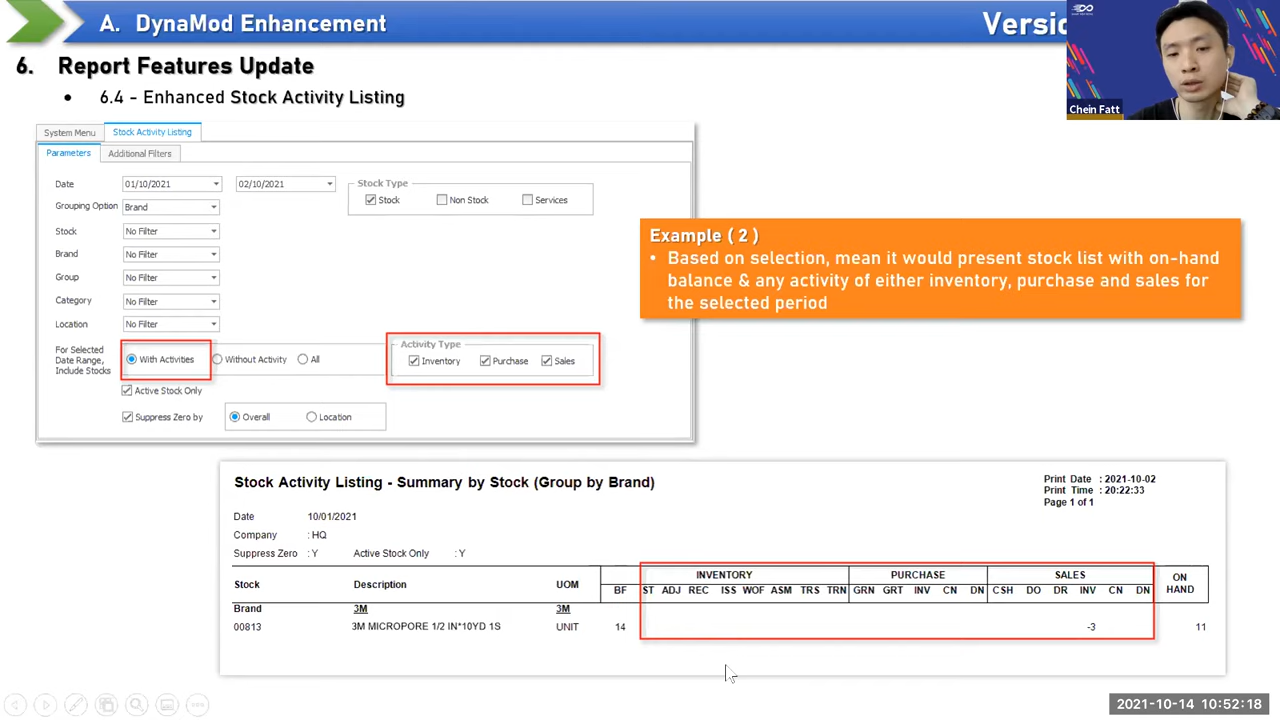 A. DynaMod Enhancement
Versio
Chein Fatt
6. Report Features Update
• 6.4 - Enhanced Stock Activity Listing
System Menu Stock Activity Listing
Parameters Additional Filters
Date 01/10/2021 02/10/2021
Stock Type
Stock Non Stock Services
Grouping Option Brand
Stock No Filter
Brand No Filter
Group No Filter
Category No Filter
Location No Filter
For Selected
Date Range,
Include Stocks
With Activities Without Activity All
Activity Type
Inventory Purchase Sales
Active Stock Only
Suppress Zero by Overall Location
Example ( 2 )
• Based on selection, mean it would present stock list with on-hand
balance & any activity of either inventory, purchase and sales for
the selected period
Stock Activity Listing - Summary by Stock (Group by Brand)
Print Date : 2021-10-02
Print Time : 20:22:33
Page 1 of 1
Date 10/01/2021
Company : HQ
Suppress Zero : Y Active Stock Only : Y
INVENTORY PURCHASE SALES ON
HAND
Stock Description UOM BF ST ADJ REC ISS WOF ASM TRS TRN GRN GRT INV CN DN CSH DO DR INV CN DN
Brand 3M 3M
00813 3M MICROPORE 1/2 IN*10YD 1S UNIT 14 -3 11
2021-10-14 10:52:18